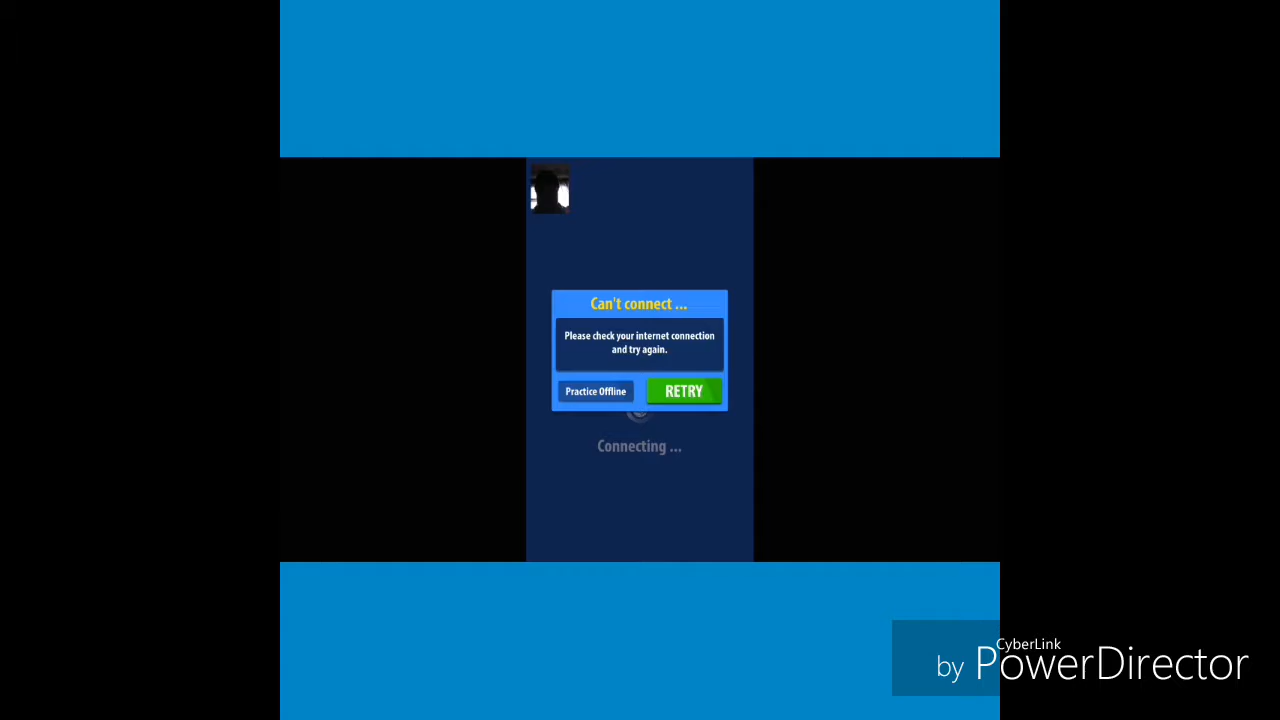 Can't connect ...
Please check your internet connection
and try again.
Practice Offline
RETRY
Connecting ...
CyberLink
by PowerDirector